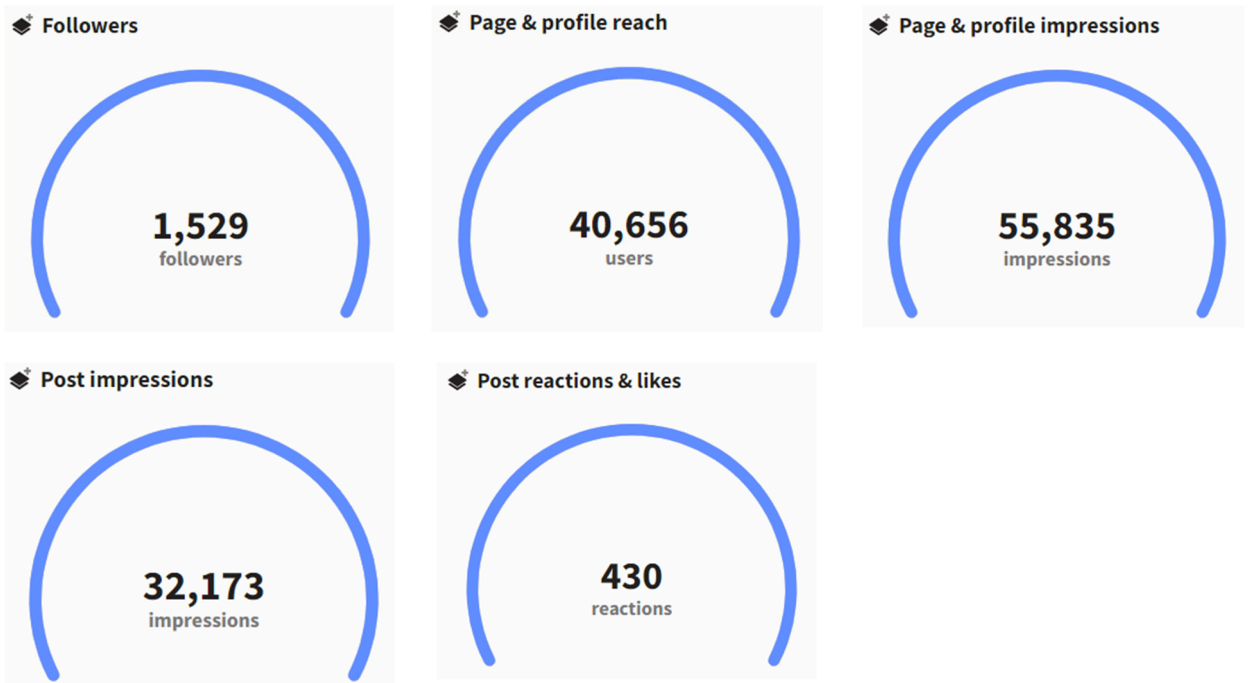 Followers
1,529
followers
Page & profile reach
40,656
users
Page & profile impressions
55,835
impressions
Post impressions
32,173
impressions
Post reactions & likes
430
reactions